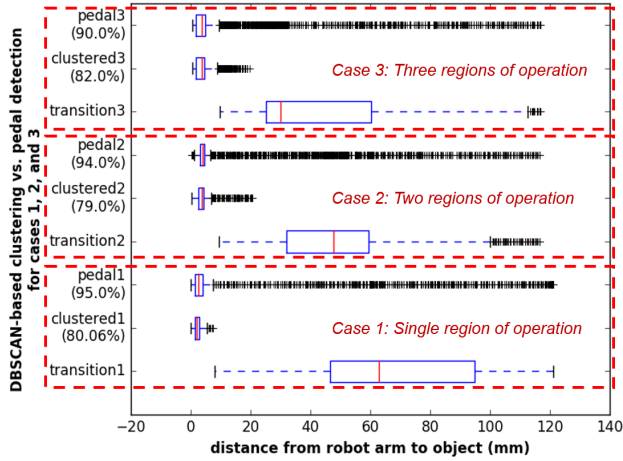 DBSCAN-based clustering vs. pedal detection
for cases 1, 2, and 3
pedal3
(90.0%)
clustered3
(82.0%)
Case 3: Three regions of operation
transition3
pedal2
(94.0%)
clustered2
(79.0%)
Case 2: Two regions of operation
transition2
pedal1
(95.0%)
clustered1
(80.06%)
Case 1: Single region of operation
transition1
−20 0 20 40 60 80 100 120 140
distance from robot arm to object (mm)